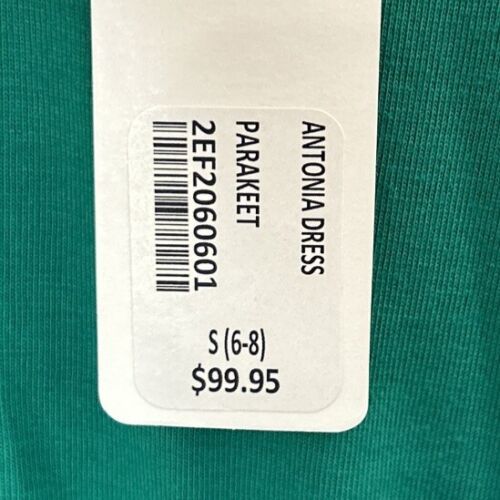 ANTONIA DRESS
PARAKEET
2EF2060601
S (6-8)
$99.95